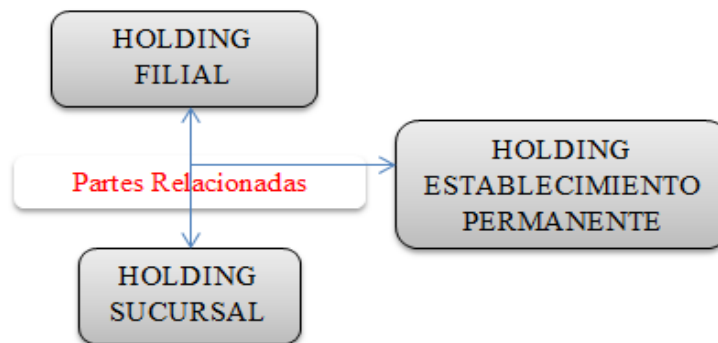 HOLDING
FILIAL
Partes Relacionadas
HOLDING
ESTABLECIMIENTO
PERMANENTE
HOLDING
SUCURSAL